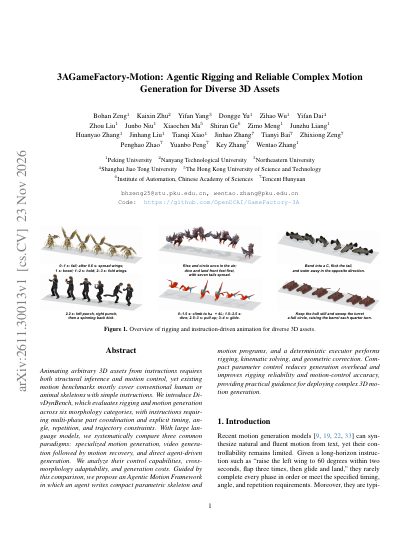 3AGameFactory-Motion: Agentic Rigging and Reliable Complex Motion
Generation for Diverse 3D Assets
Bohan Zeng¹ Kaixin Zhu² Yifan Yang³ Dongge Yu¹ Zihao Wu¹ Yifan Dai⁴
Zhou Liu¹ Junbo Niu¹ Xiaochen Ma⁵ Shiran Ge⁶ Zimo Meng¹ Junzhu Liang¹
Huanyao Zhang¹ Jinhang Liu¹ Tianqi Xiao¹ Jinhao Zhang⁷ Tianyi Bai⁷ Zhixiong Zeng⁷
Penghao Zhao⁷ Yuanbo Peng⁷ Key Zhang⁷ Wentao Zhang¹
¹Peking University ²Nanyang Technological University ³Northeastern University
⁴Shanghai Jiao Tong University ⁵The Hong Kong University of Science and Technology
⁶Institute of Automation, Chinese Academy of Sciences ⁷Tencent Hunyuan
bhzeng25@stu.pku.edu.cn, wentao.zhang@pku.edu.cn
Code: https://github.com/OpenDCAI/GameFactory-3A
arXiv:2611.30013v1 [cs.CV] 23 Nov 2026
Rise and circle once in the air;
dive and land front feet first,
with seven tails spread.
Bend into a C, flick the tail,
and swim away in the opposite direction.
Keep the hull still and sweep the turret
a full circle, raising the barrel each quarter turn.
Figure 1. Overview of rigging and instruction-driven animation for diverse 3D assets.
Abstract
Animating arbitrary 3D assets from instructions requires
both structural inference and motion control, yet existing
motion benchmarks mostly cover conventional human or
animal skeletons with simple instructions. We introduce Di-
vDynBench, which evaluates rigging and motion generation
across six morphology categories, with instructions requir-
ing multi-phase part coordination and explicit timing, an-
gle, repetition, and trajectory constraints. With large lan-
guage models, we systematically compare three common
paradigms: specialized motion generation, video genera-
tion followed by motion recovery, and direct agent-driven
generation. We analyze their control capabilities, cross-
morphology adaptability, and generation costs. Guided by
this comparison, we propose an Agentic Motion Framework
in which an agent writes compact parametric skeleton and
motion programs, and a deterministic executor performs
rigging, kinematic solving, and geometric correction. Com-
pact parameter control reduces generation overhead and
improves rigging reliability and motion-control accuracy,
providing practical guidance for deploying complex 3D mo-
tion generation.
1. Introduction
Recent motion generation models [9, 19, 22, 33] can syn-
thesize natural and fluent motion from text, yet their con-
trollability remains limited. Given a long-horizon instruc-
tion such as "raise the left wing to 60 degrees within two
seconds, flap three times, then glide and land," they rarely
complete every phase in order or meet the specified timing,
angle, and repetition requirements. Moreover, they are typi-
1